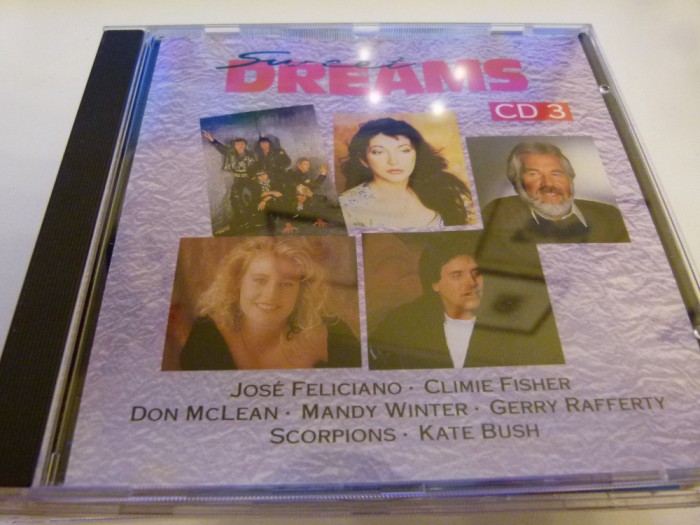 Sweet
DREAMS
CD 3
JOSÉ FELICIANO · CLIMIE FISHER
DON MCLEAN · MANDY WINTER · GERRY RAFFERTY
SCORPIONS · KATE BUSH